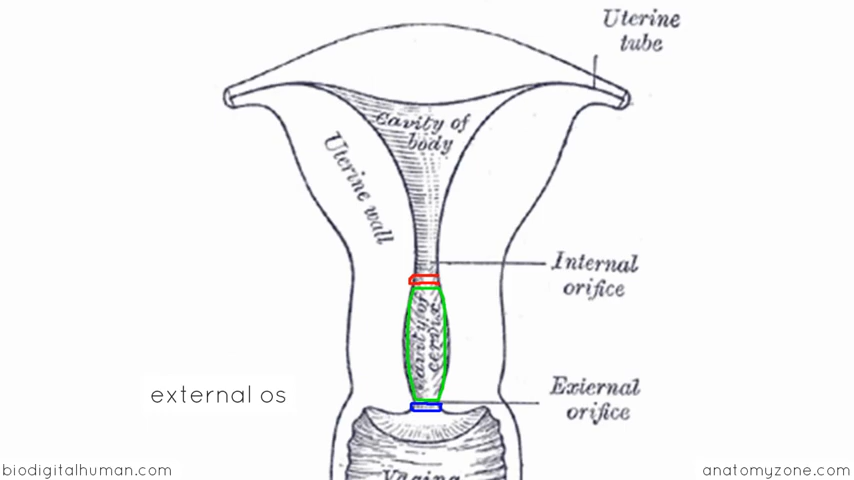 Uterine
tube
Cavity of
body
Uterine wall
Internal
orifice
Cavity of
cervix
External
orifice
external os
Vagina
biodigitalhuman.com
anatomyzone.com